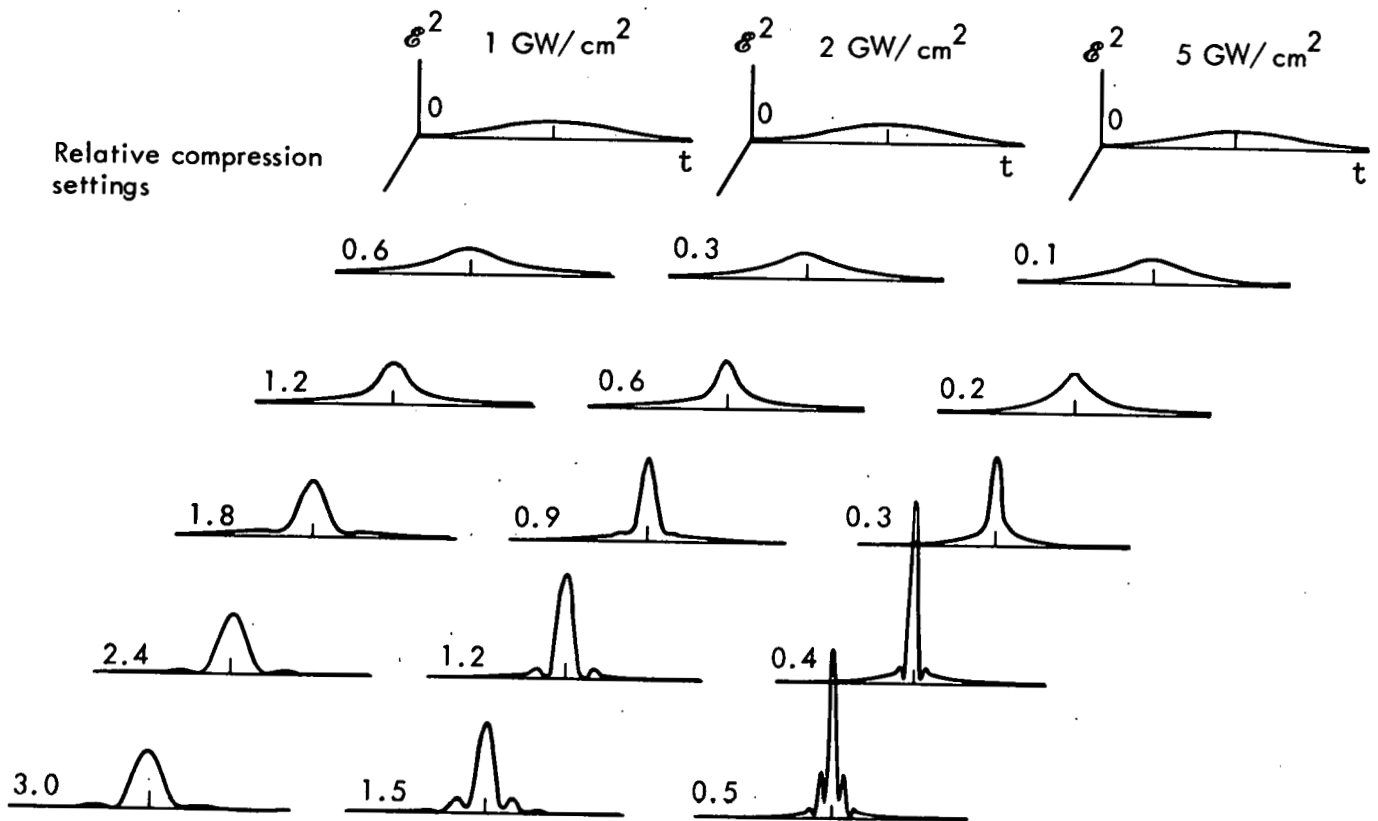 ℰ² 1 GW/cm² ℰ² 2 GW/cm² ℰ² 5 GW/cm²
0 0 0
Relative compression
settings
t t t
0.6 0.3 0.1
1.2 0.6 0.2
1.8 0.9 0.3
2.4 1.2 0.4
3.0 1.5 0.5